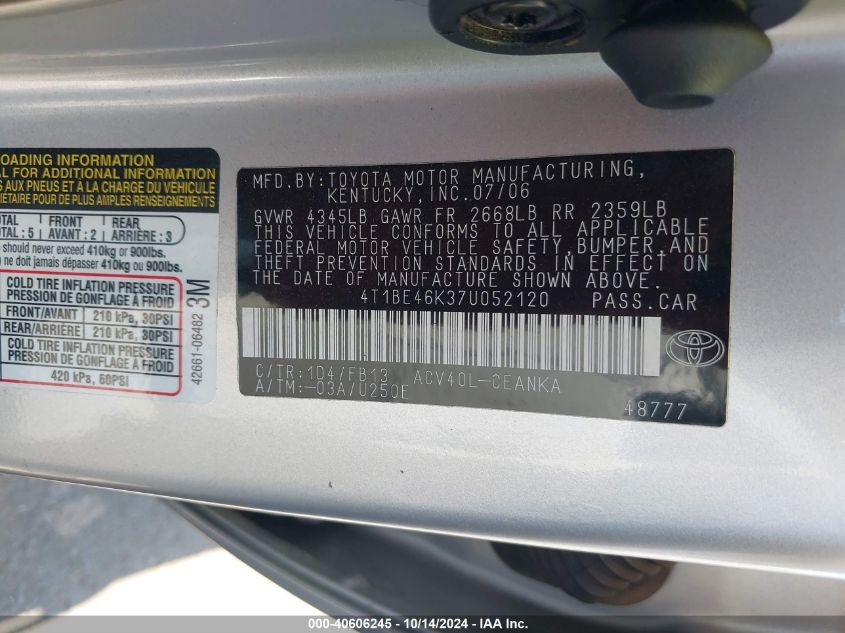 LOADING INFORMATION
AL FOR ADDITIONAL INFORMATION
AUX PNEUS ET À LA CHARGE DU VÉHICULE
PROPRIÉTAIRE POUR PLUS AMPLES RENSEIGNEMENTS
TOTAL : 5 FRONT AVANT : 2 REAR ARRIÈRE : 3
should never exceed 410kg or 900lbs.
ne doit jamais dépasser 410kg ou 900lbs.
COLD TIRE INFLATION PRESSURE
PRESSION DE GONFLAGE À FROID
FRONT/AVANT 210 kPa, 30PSI
REAR/ARRIÈRE 210 kPa, 30PSI
COLD TIRE INFLATION PRESSURE
PRESSION DE GONFLAGE À FROID
420 kPa, 60PSI
42661-06482 3M
MFD.BY:TOYOTA MOTOR MANUFACTURING,
KENTUCKY, INC.07/06
GVWR 4345LB GAWR FR 2668LB RR 2359LB
THIS VEHICLE CONFORMS TO ALL APPLICABLE
FEDERAL MOTOR VEHICLE SAFETY, BUMPER, AND
THEFT PREVENTION STANDARDS IN EFFECT ON
THE DATE OF MANUFACTURE SHOWN ABOVE.
4T1BE46K37U052120 PASS.CAR
C/TR:1D4/FB13 ACV40L-CEANKA
A/TM:-03A/U250E
48777
000-40606245 - 10/14/2024 - IAA Inc.